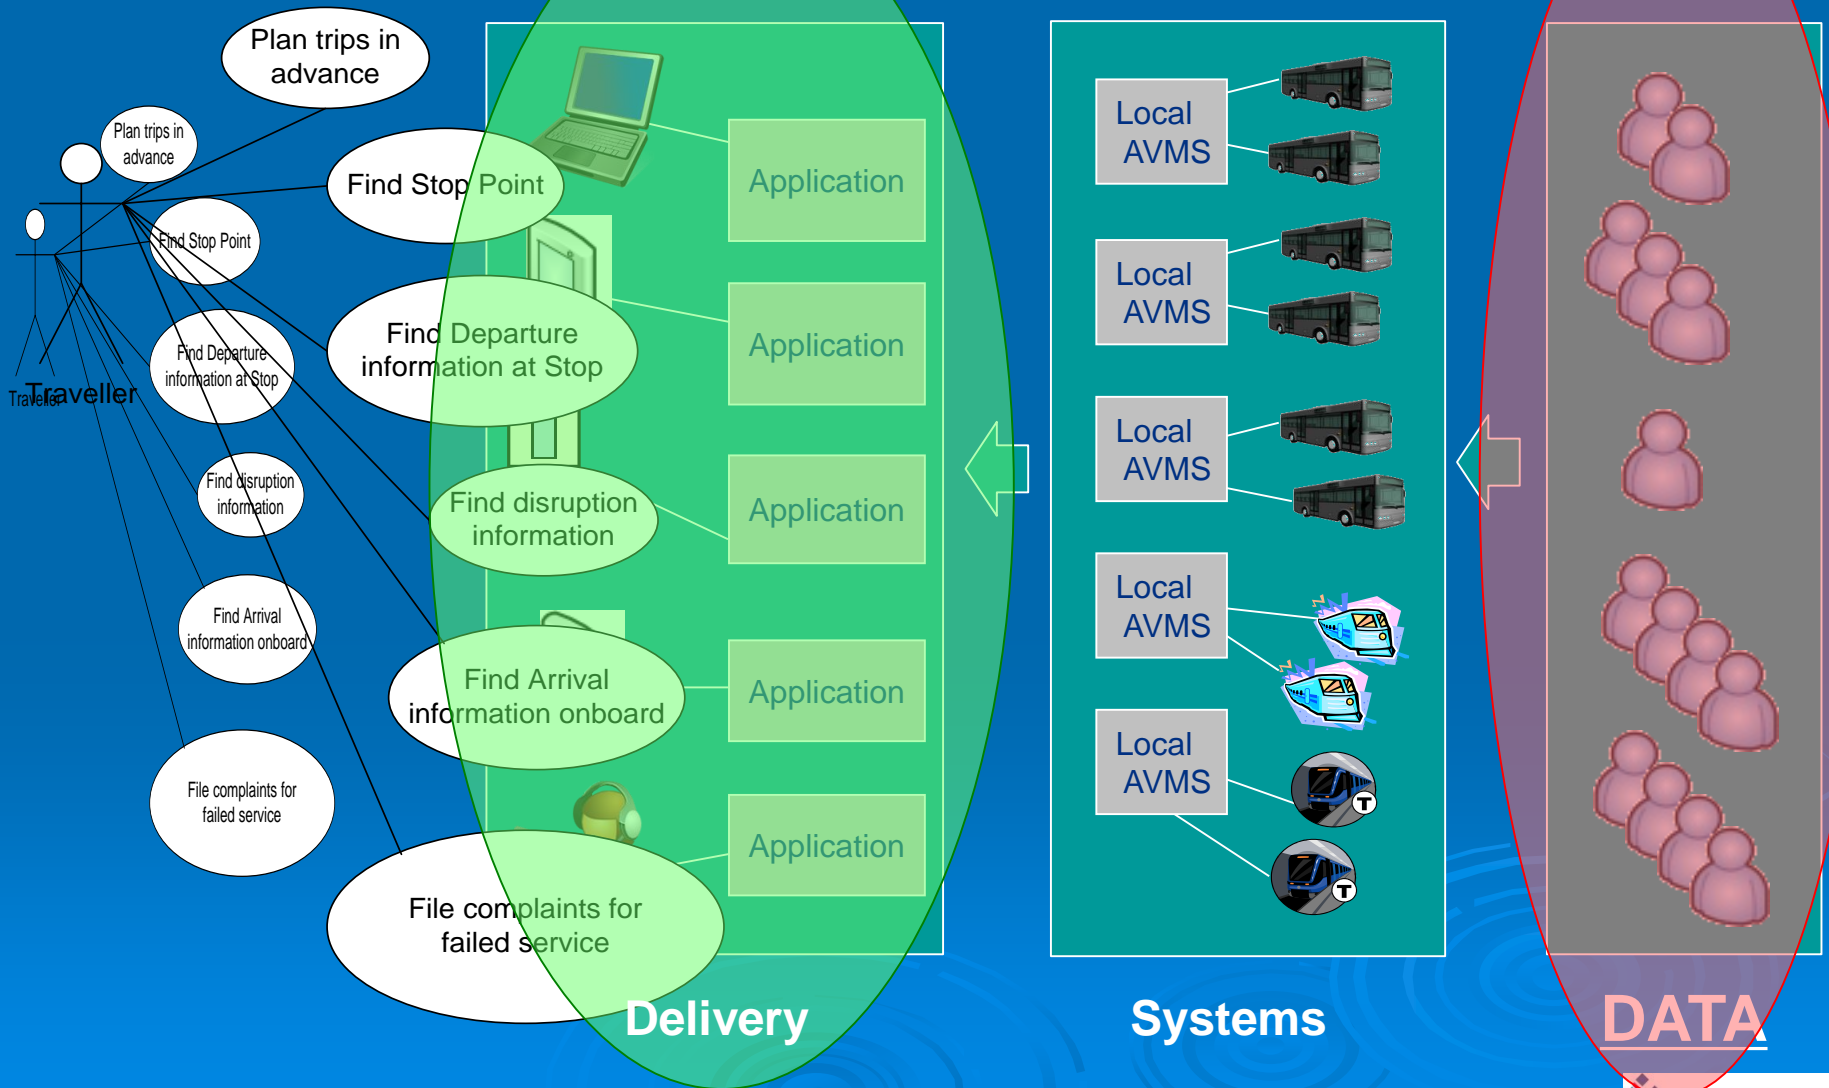 Plan trips in
advance
Plan trips in
advance
Find Stop Point
Find Stop Point
Find Departure
information at Stop
Find Departure
information at Stop
Traveller
Traveller
Find disruption
information
Find disruption
information
Find Arrival
information onboard
Find Arrival
information onboard
File complaints for
failed service
File complaints for
failed service
Application
Application
Application
Application
Application
Delivery
Local
AVMS
Local
AVMS
Local
AVMS
Local
AVMS
Local
AVMS
T
T
Systems
DATA